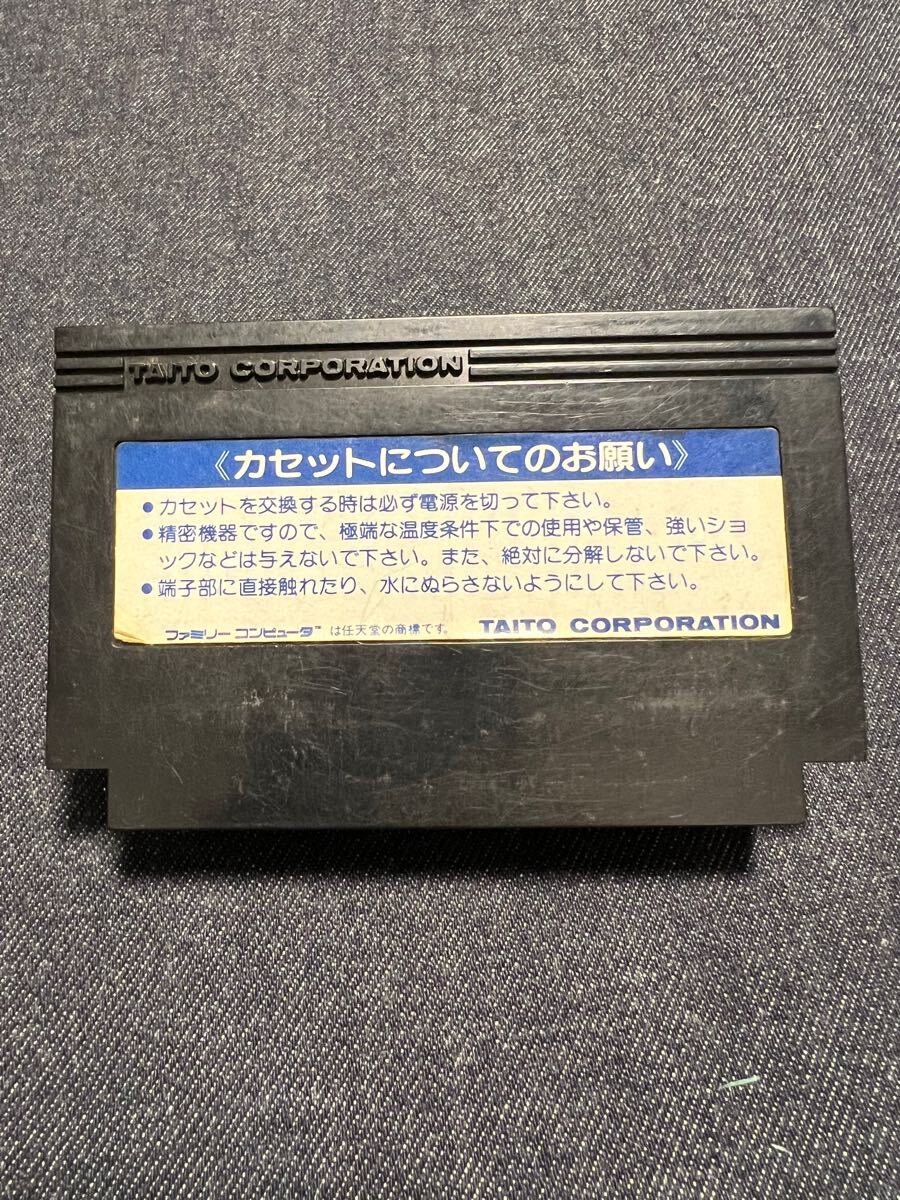 TAITO CORPORATION
《カセットについてのお願い》
●カセットを交換する時は必ず電源を切って下さい。
●精密機器ですので、極端な温度条件下での使用や保管、強いショ
ックなどは与えないで下さい。また、絶対に分解しないで下さい。
●端子部に直接触れたり、水にぬらさないようにして下さい。
ファミリーコンピュータ™ は任天堂の商標です。 TAITO CORPORATION